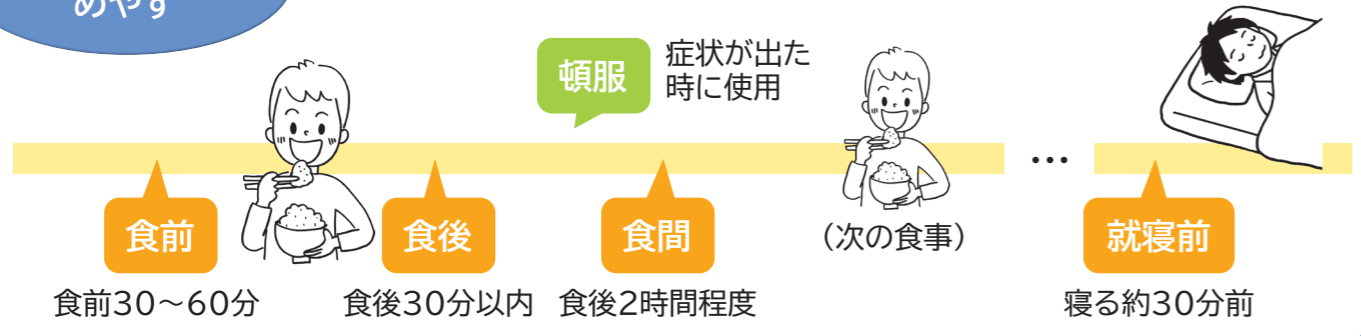 めやす
頓服
症状が出た
時に使用
食前
食後
食間
（次の食事）
…
就寝前
食前30～60分
食後30分以内
食後2時間程度
寝る約30分前